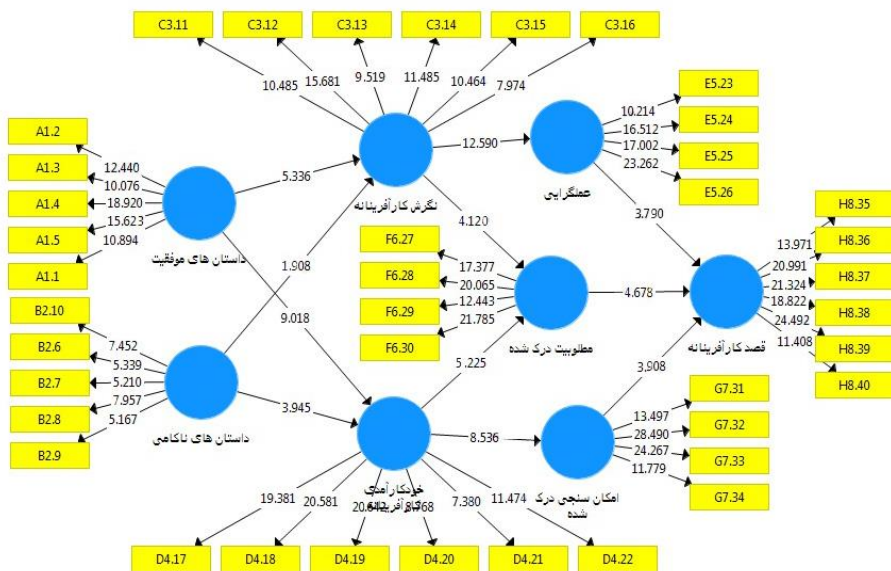 C3.11
C3.12
C3.13
C3.14
C3.15
C3.16
10.485
15.681
9.519
11.485
10.464
7.974
A1.2
A1.3
A1.4
A1.5
A1.1
12.440
10.076
18.920
15.623
10.894
داستان های موفقیت
5.336
1.908
9.018
3.945
نگرش کارآفرینانه
12.590
4.120
عملگرایی
10.214
16.512
17.002
23.262
E5.23
E5.24
E5.25
E5.26
3.790
F6.27
F6.28
F6.29
F6.30
17.377
20.065
12.443
21.785
مطلوبیت درک شده
4.678
5.225
قصد کارآفرینانه
13.971
20.991
21.324
18.822
24.492
11.408
H8.35
H8.36
H8.37
H8.38
H8.39
H8.40
B2.10
B2.6
B2.7
B2.8
B2.9
7.452
5.339
5.210
7.957
5.167
داستان های ناکامی
خودکارآمدی
کارآفرینانه
8.536
3.908
امکان سنجی درک
شده
13.497
28.490
24.267
11.779
G7.31
G7.32
G7.33
G7.34
19.381
20.581
7.380
11.474
D4.17
D4.18
D4.19
D4.20
D4.21
D4.22